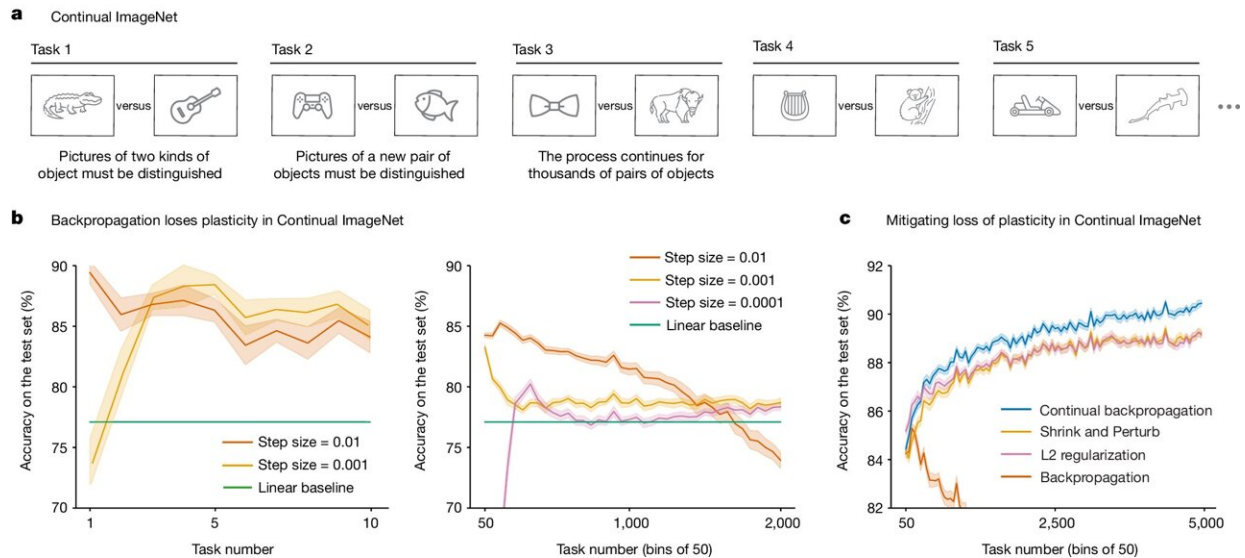 a Continual ImageNet
Task 1
Task 2
Task 3
Task 4
Task 5
versus
versus
versus
versus
versus
Pictures of two kinds of
object must be distinguished
Pictures of a new pair of
objects must be distinguished
The process continues for
thousands of pairs of objects
b Backpropagation loses plasticity in Continual ImageNet
Accuracy on the test set (%)
90
85
80
75
70
1
5
10
Task number
Step size = 0.01
Step size = 0.001
Linear baseline
Accuracy on the test set (%)
90
85
80
75
70
50
1,000
2,000
Task number (bins of 50)
Step size = 0.01
Step size = 0.001
Step size = 0.0001
Linear baseline
c Mitigating loss of plasticity in Continual ImageNet
Accuracy on the test set (%)
92
90
88
86
84
82
50
2,500
5,000
Task number (bins of 50)
Continual backpropagation
Shrink and Perturb
L2 regularization
Backpropagation